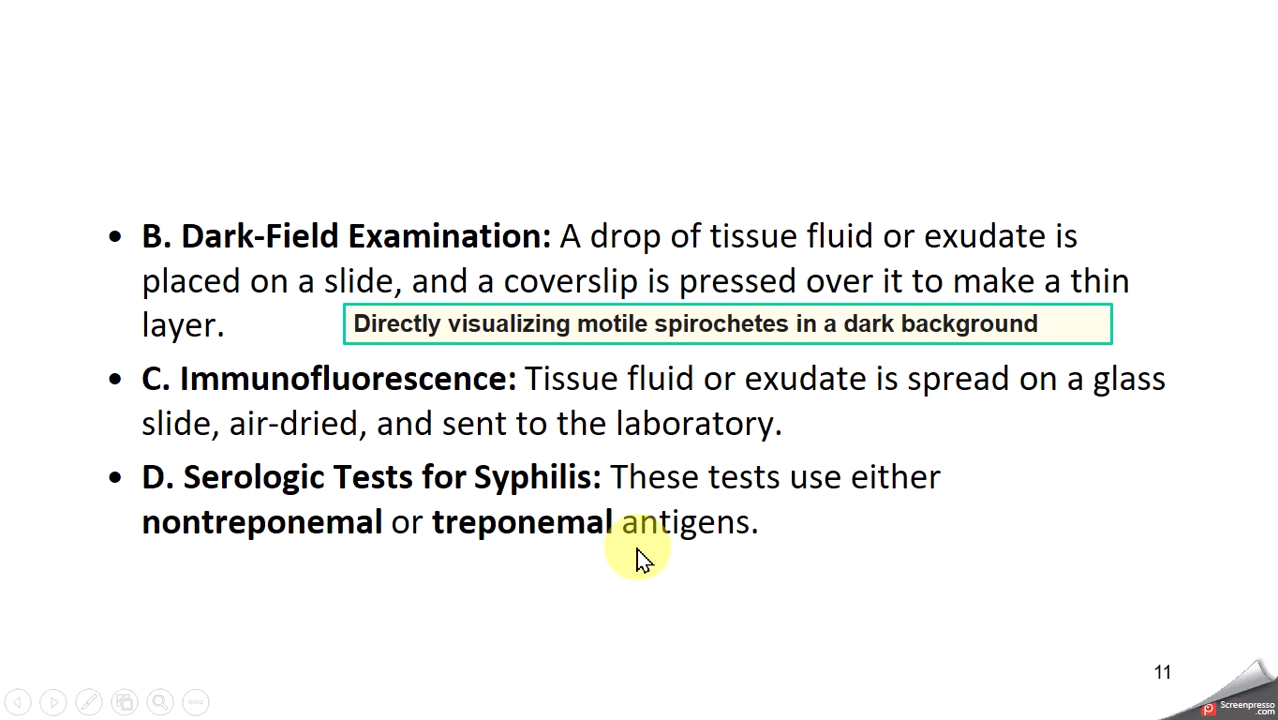 • B. Dark-Field Examination: A drop of tissue fluid or exudate is
placed on a slide, and a coverslip is pressed over it to make a thin
layer.
Directly visualizing motile spirochetes in a dark background
• C. Immunofluorescence: Tissue fluid or exudate is spread on a glass
slide, air-dried, and sent to the laboratory.
• D. Serologic Tests for Syphilis: These tests use either
nontreponemal or treponemal antigens.
11
Screenpresso
.com